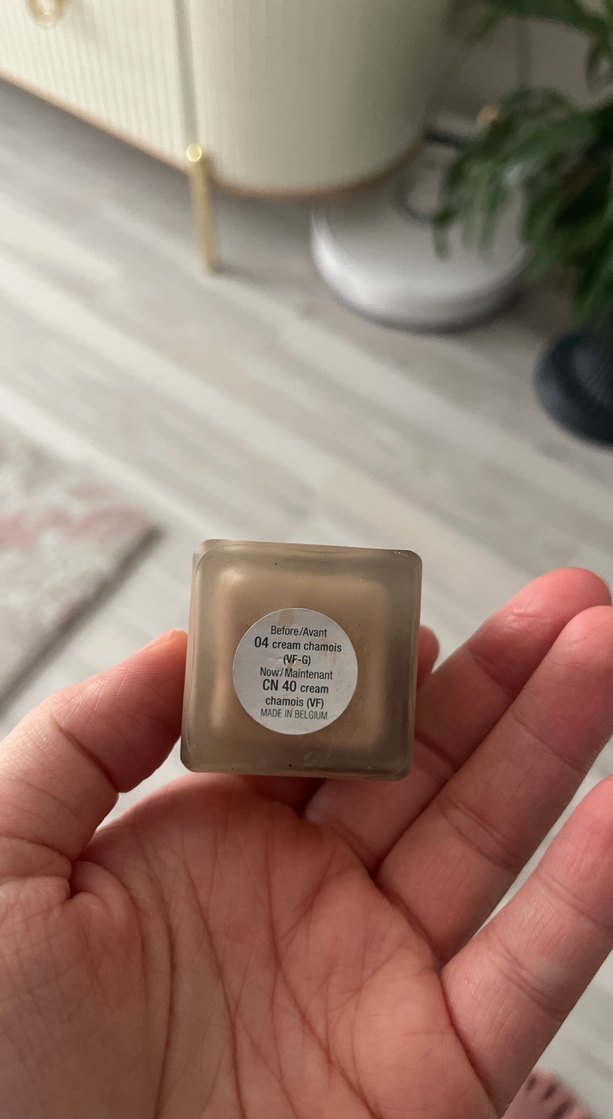 Before/Avant
04 cream chamois
(VF-G)
Now/Maintenant
CN 40 cream
chamois (VF)
MADE IN BELGIUM